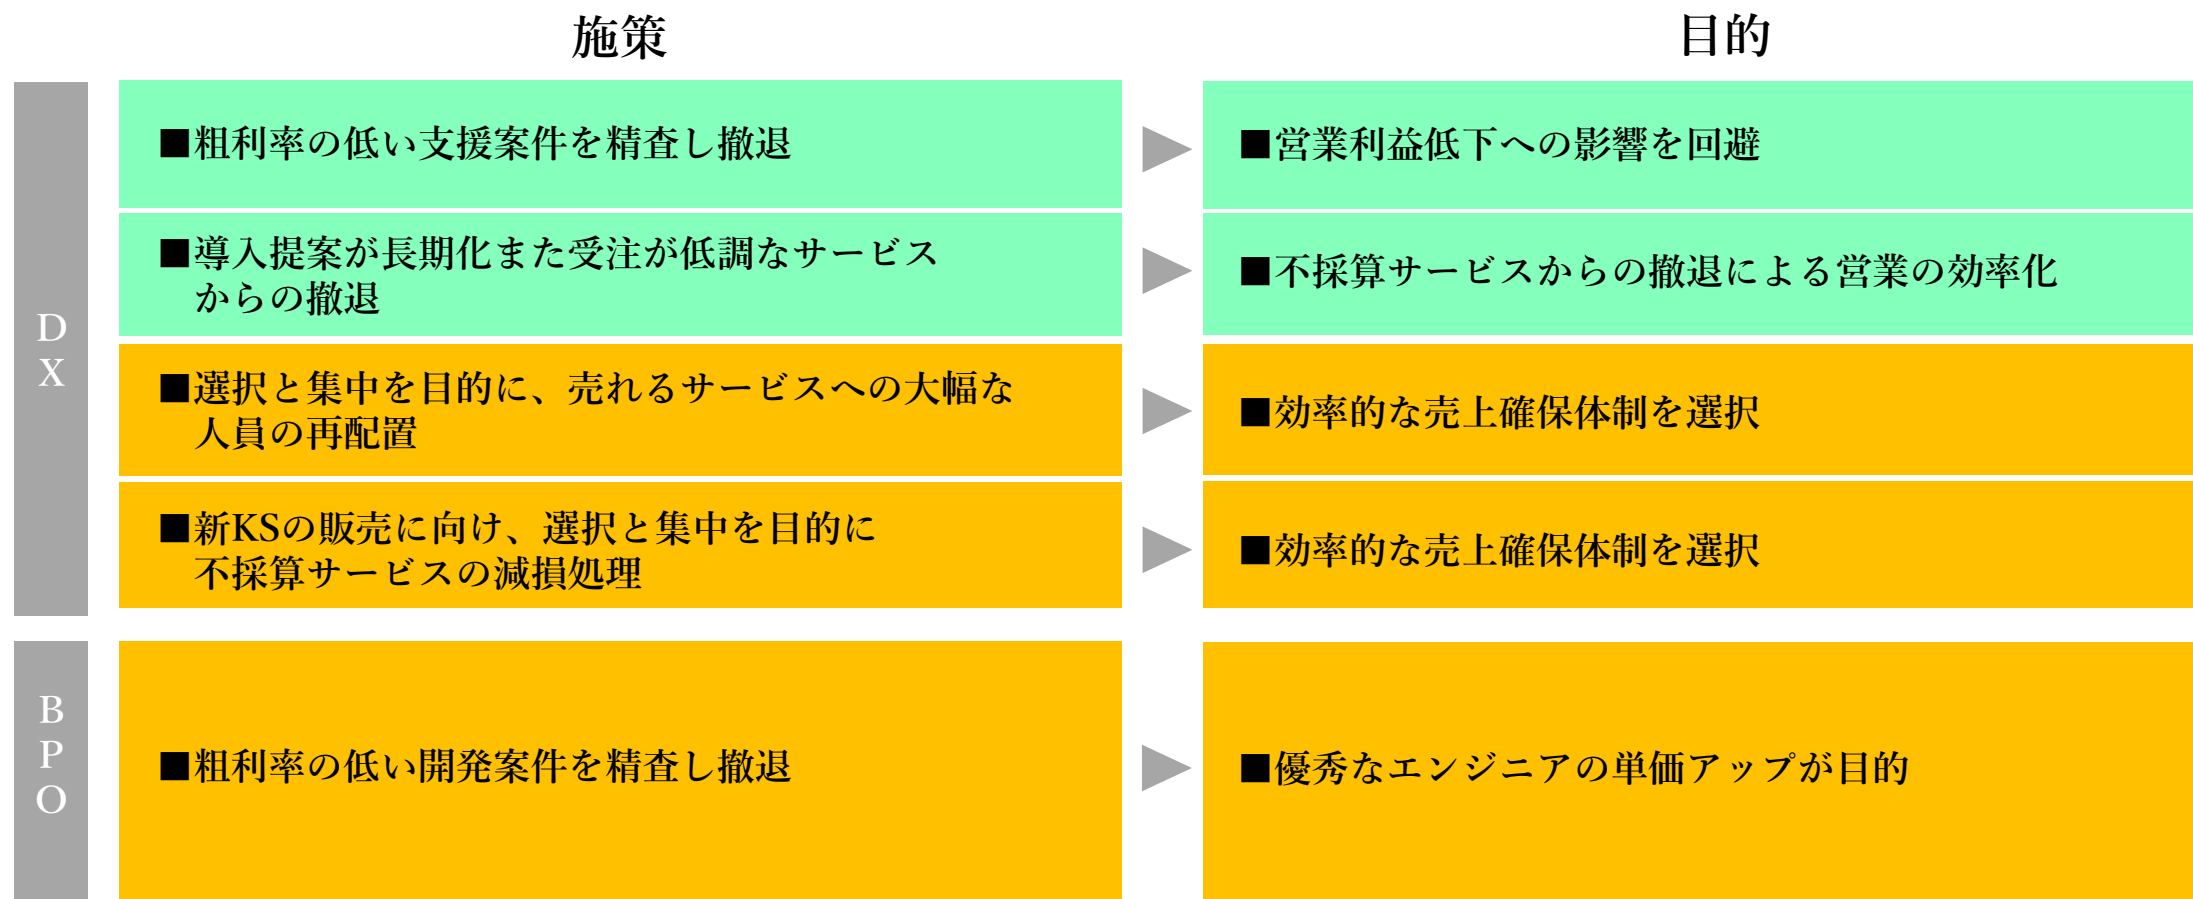 施策
目的
DX
■粗利率の低い支援案件を精査し撤退
■営業利益低下への影響を回避
■導入提案が長期化また受注が低調なサービス
からの撤退
■不採算サービスからの撤退による営業の効率化
■選択と集中を目的に、売れるサービスへの大幅な
人員の再配置
■効率的な売上確保体制を選択
■新KSの販売に向け、選択と集中を目的に
不採算サービスの減損処理
■効率的な売上確保体制を選択
BPO
■粗利率の低い開発案件を精査し撤退
■優秀なエンジニアの単価アップが目的